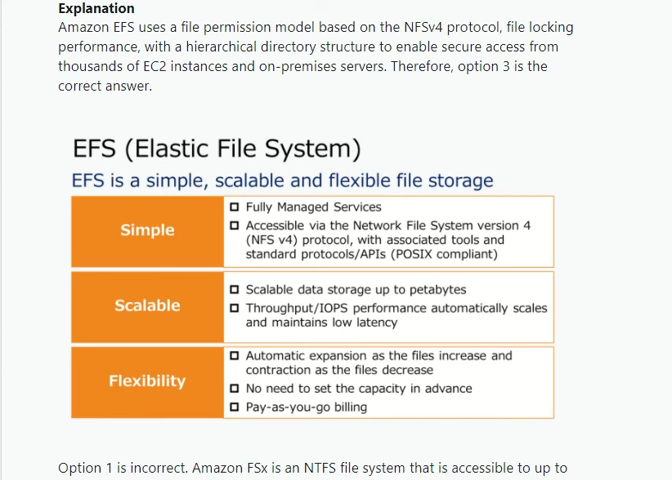 Explanation
Amazon EFS uses a file permission model based on the NFSv4 protocol, file locking
performance, with a hierarchical directory structure to enable secure access from
thousands of EC2 instances and on-premises servers. Therefore, option 3 is the
correct answer.
EFS (Elastic File System)
EFS is a simple, scalable and flexible file storage
Simple
Fully Managed Services
Accessible via the Network File System version 4
(NFS v4) protocol, with associated tools and
standard protocols/APIs (POSIX compliant)
Scalable
Scalable data storage up to petabytes
Throughput/IOPS performance automatically scales
and maintains low latency
Flexibility
Automatic expansion as the files increase and
contraction as the files decrease
No need to set the capacity in advance
Pay-as-you-go billing
Option 1 is incorrect. Amazon FSx is an NTFS file system that is accessible to up to